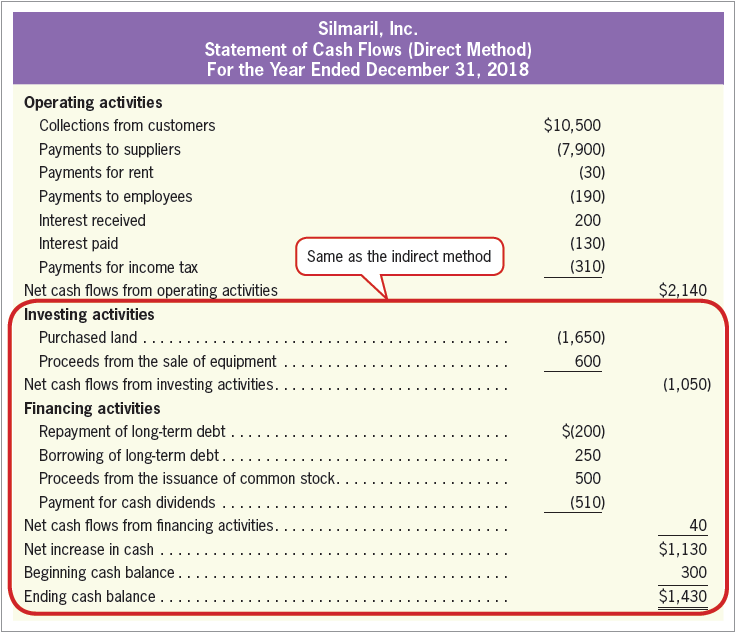 Silmaril, Inc.
Statement of Cash Flows (Direct Method)
For the Year Ended December 31, 2018
Operating activities
Collections from customers $10,500
Payments to suppliers (7,900)
Payments for rent (30)
Payments to employees (190)
Interest received 200
Interest paid (130)
Same as the indirect method
Payments for income tax (310)
Net cash flows from operating activities $2,140
Investing activities
Purchased land . . . . . . . . . . . . . . . . . . . . . . . . . . . . . . . . . . . . . . . . . . (1,650)
Proceeds from the sale of equipment . . . . . . . . . . . . . . . . . . . . . . . . . . 600
Net cash flows from investing activities. . . . . . . . . . . . . . . . . . . . . . . . . . . (1,050)
Financing activities
Repayment of long-term debt . . . . . . . . . . . . . . . . . . . . . . . . . . . . . . . . $(200)
Borrowing of long-term debt . . . . . . . . . . . . . . . . . . . . . . . . . . . . . . . . . 250
Proceeds from the issuance of common stock. . . . . . . . . . . . . . . . . . . . 500
Payment for cash dividends . . . . . . . . . . . . . . . . . . . . . . . . . . . . . . . . . (510)
Net cash flows from financing activities. . . . . . . . . . . . . . . . . . . . . . . . . . . 40
Net increase in cash . . . . . . . . . . . . . . . . . . . . . . . . . . . . . . . . . . . . . . . . $1,130
Beginning cash balance . . . . . . . . . . . . . . . . . . . . . . . . . . . . . . . . . . . . . . 300
Ending cash balance . . . . . . . . . . . . . . . . . . . . . . . . . . . . . . . . . . . . . . . . $1,430